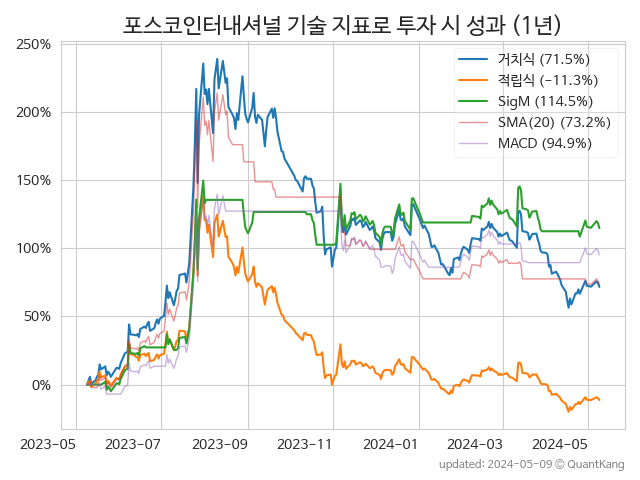 포스코인터내셔널 기술 지표로 투자 시 성과 (1년)
250%
200%
150%
100%
50%
0%
거치식 (71.5%)
적립식 (-11.3%)
SigM (114.5%)
SMA(20) (73.2%)
MACD (94.9%)
2023-05
2023-07
2023-09
2023-11
2024-01
2024-03
2024-05
updated: 2024-05-09 © QuantKang